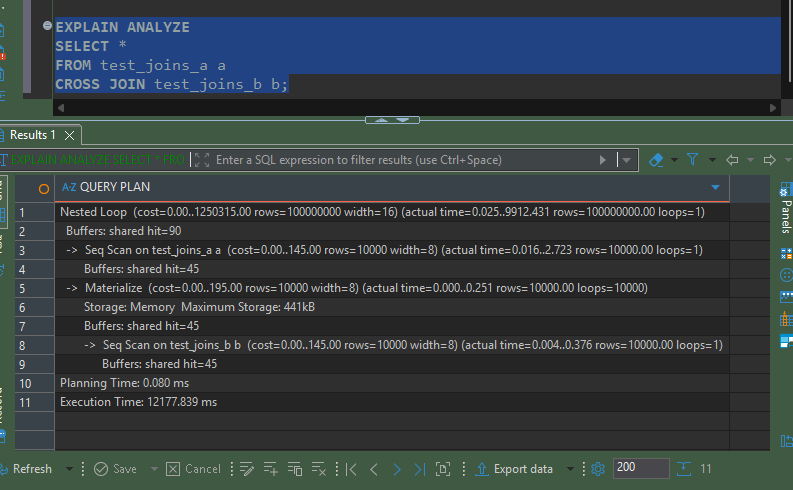 EXPLAIN ANALYZE
SELECT *
FROM test_joins_a a
CROSS JOIN test_joins_b b;
Results 1
EXPLAIN ANALYZE SELECT * FRO
Enter a SQL expression to filter results (use Ctrl+Space)
A-Z QUERY PLAN
1 Nested Loop (cost=0.00..1250315.00 rows=100000000 width=16) (actual time=0.025..9912.431 rows=100000000.00 loops=1)
2 Buffers: shared hit=90
3 -> Seq Scan on test_joins_a a (cost=0.00..145.00 rows=10000 width=8) (actual time=0.016..2.723 rows=10000.00 loops=1)
4 Buffers: shared hit=45
5 -> Materialize (cost=0.00..195.00 rows=10000 width=8) (actual time=0.000..0.251 rows=10000.00 loops=10000)
6 Storage: Memory Maximum Storage: 441kB
7 Buffers: shared hit=45
8 -> Seq Scan on test_joins_b b (cost=0.00..145.00 rows=10000 width=8) (actual time=0.004..0.376 rows=10000.00 loops=1)
9 Buffers: shared hit=45
10 Planning Time: 0.080 ms
11 Execution Time: 12177.839 ms
Panels
Refresh Save Cancel Export data 200 11